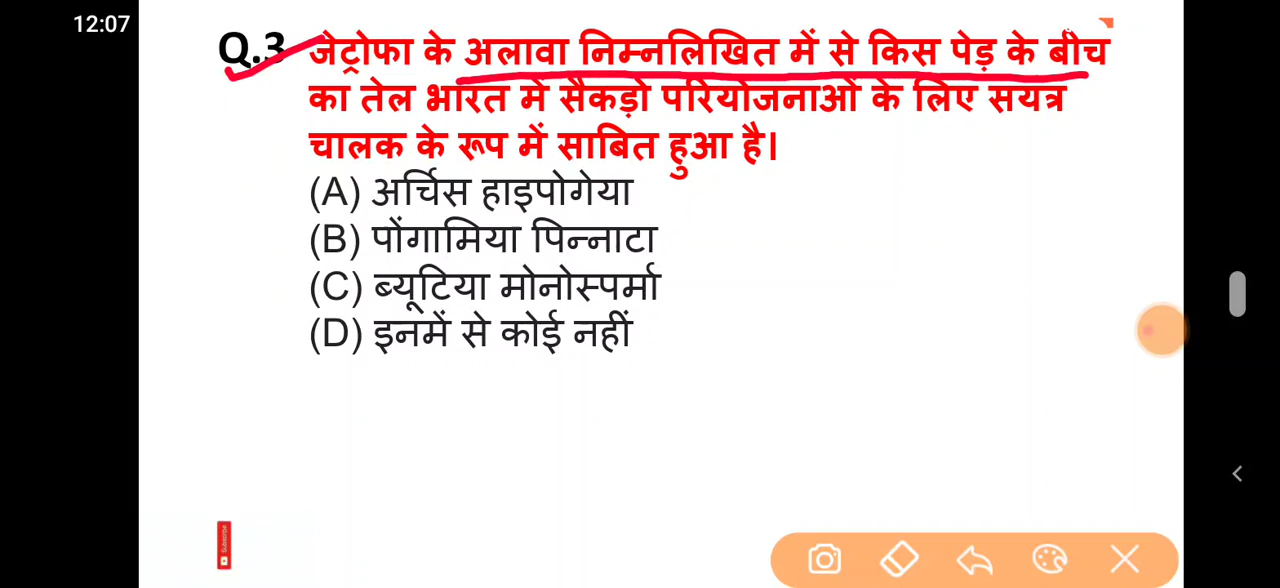 12:07
Q.3 जेट्रोफा के अलावा निम्नलिखित में से किस पेड़ के बीच
का तेल भारत में सैकड़ो परियोजनाओं के लिए सयत्र
चालक के रूप में साबित हुआ है।
(A) अर्चिस हाइपोगेया
(B) पोंगामिया पिन्नाटा
(C) ब्यूटिया मोनोस्पर्मा
(D) इनमें से कोई नहीं